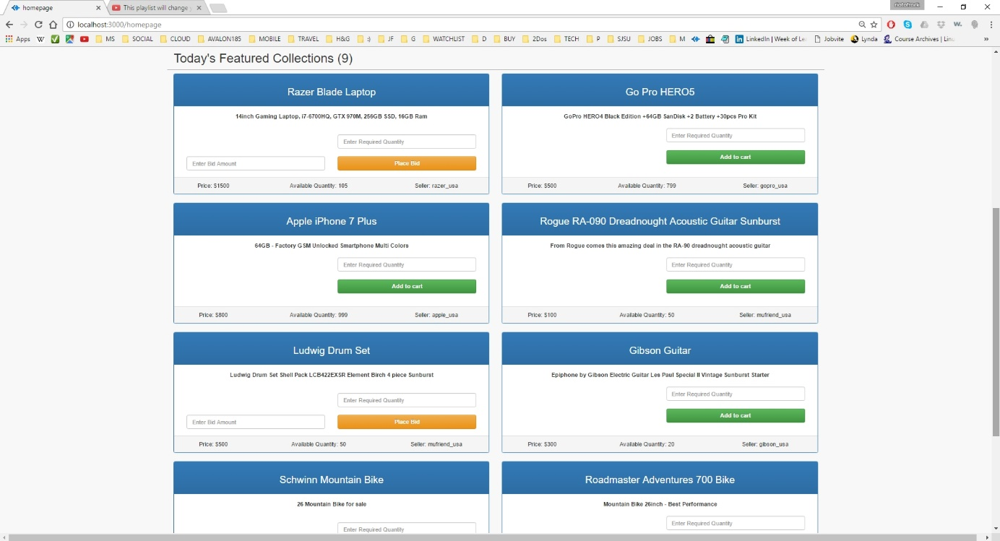 homepage
This playlist will change y
localhost:3000/homepage
Apps MS SOCIAL CLOUD AVALON185 MOBILE TRAVEL H&G :) JF G WATCHLIST D BUY 2Dos TECH P SJSU JOBS M LinkedIn | Week of Le Jobvite Lynda Course Archives | Linu »
Today's Featured Collections (9)
Razer Blade Laptop
14inch Gaming Laptop, i7-6700HQ, GTX 970M, 256GB SSD, 16GB Ram
Enter Required Quantity
Enter Bid Amount Place Bid
Price: $1500 Available Quantity: 105 Seller: razer_usa
Go Pro HERO5
GoPro HERO4 Black Edition +64GB SanDisk +2 Battery +30pcs Pro Kit
Enter Required Quantity
Add to cart
Price: $500 Available Quantity: 799 Seller: gopro_usa
Apple iPhone 7 Plus
64GB - Factory GSM Unlocked Smartphone Multi Colors
Enter Required Quantity
Add to cart
Price: $800 Available Quantity: 999 Seller: apple_usa
Rogue RA-090 Dreadnought Acoustic Guitar Sunburst
From Rogue comes this amazing deal in the RA-90 dreadnought acoustic guitar
Enter Required Quantity
Add to cart
Price: $100 Available Quantity: 50 Seller: mufriend_usa
Ludwig Drum Set
Ludwig Drum Set Shell Pack LCB422EXSR Element Birch 4 piece Sunburst
Enter Required Quantity
Enter Bid Amount Place Bid
Price: $500 Available Quantity: 50 Seller: mufriend_usa
Gibson Guitar
Epiphone by Gibson Electric Guitar Les Paul Special II Vintage Sunburst Starter
Enter Required Quantity
Add to cart
Price: $300 Available Quantity: 20 Seller: gibson_usa
Schwinn Mountain Bike
26 Mountain Bike for sale
Enter Required Quantity
Roadmaster Adventures 700 Bike
Mountain Bike 26inch - Best Performance
Enter Required Quantity